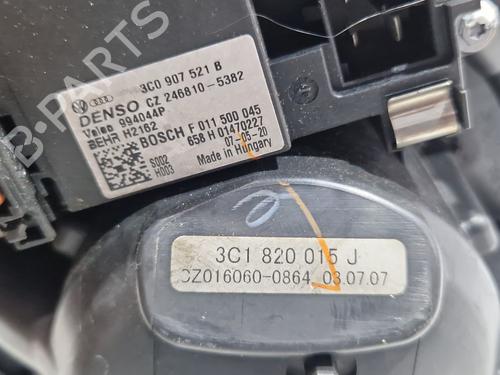 B-PARTS
3C0 907 521 B
DENSO CZ 246810-5382
Valeo 994044P
BEHR H2162
BOSCH F 011 500 045
658 H 01470227
07-05-20
Made in Hungary
S002
H003
3C1 820 015 J
CZ016060-0864 03.07.07